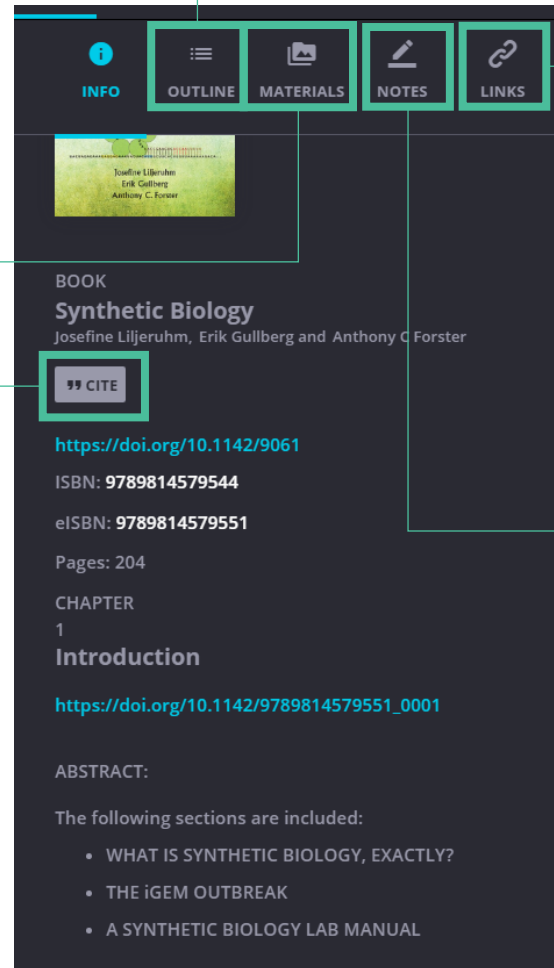 INFO
OUTLINE
MATERIALS
NOTES
LINKS
Josefine Liljeruhm
Erik Gullberg
Anthony C. Forster
BOOK
Synthetic Biology
Josefine Liljeruhm, Erik Gullberg and Anthony C Forster
CITE
https://doi.org/10.1142/9061
ISBN: 9789814579544
eISBN: 9789814579551
Pages: 204
CHAPTER
1
Introduction
https://doi.org/10.1142/9789814579551_0001
ABSTRACT:
The following sections are included:
• WHAT IS SYNTHETIC BIOLOGY, EXACTLY?
• THE iGEM OUTBREAK
• A SYNTHETIC BIOLOGY LAB MANUAL